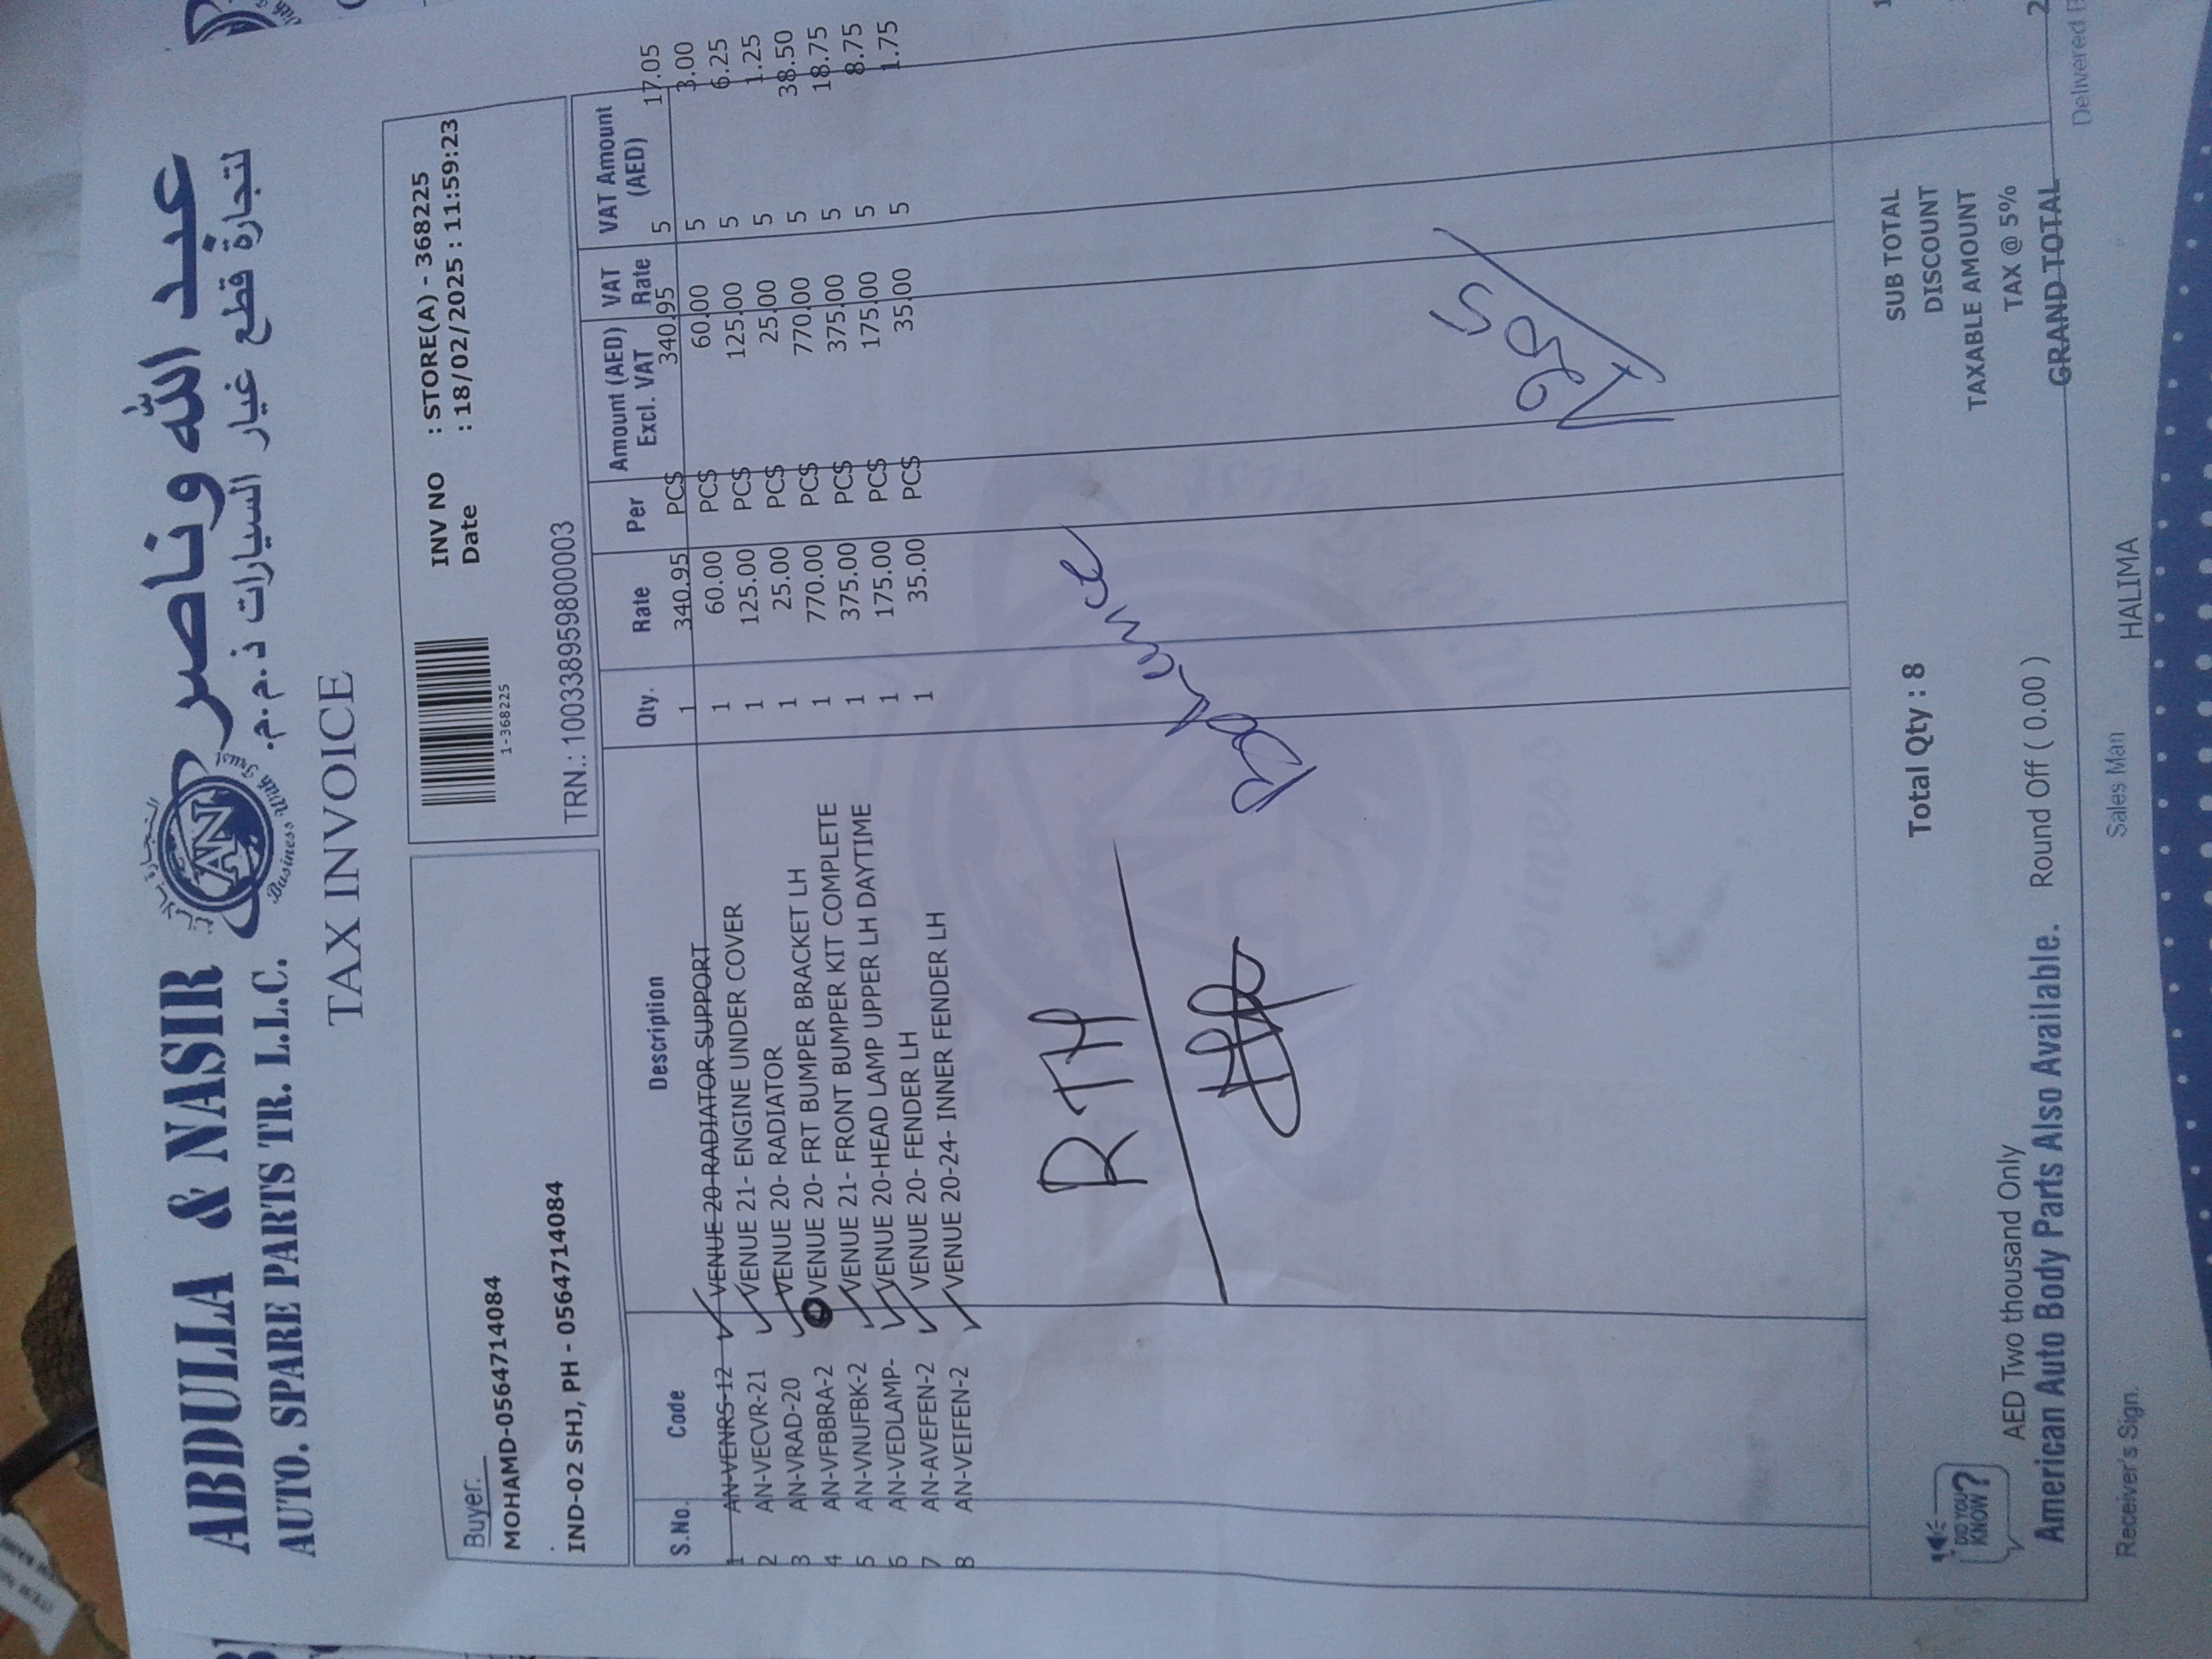 ABDULLA & NASIR عبد الله وناصر
AUTO. SPARE PARTS TR. L.L.C. لتجارة قطع غيار السيارات ذ.م.م.
AN
Business With Trust
TAX INVOICE
Buyer:
MOHAMD-0564714084
IND-02 SHJ, PH - 0564714084
1-368225
INV NO : STORE(A) - 368225
Date : 18/02/2025 : 11:59:23
TRN.: 100338959800003
S.No. Code Description Qty. Rate Per Amount (AED) Excl. VAT VAT Rate VAT Amount (AED)
1 AN-VENRS-12 VENUE 20-RADIATOR SUPPORT 1 340.95 PCS 340.95 5 17.05
2 AN-VECVR-21 VENUE 21- ENGINE UNDER COVER 1 60.00 PCS 60.00 5 3.00
3 AN-VRAD-20 VENUE 20- RADIATOR 1 125.00 PCS 125.00 5 6.25
4 AN-VFBBRA-2 VENUE 20- FRT BUMPER BRACKET LH 1 25.00 PCS 25.00 5 1.25
5 AN-VNUFBK-2 VENUE 21- FRONT BUMPER KIT COMPLETE 1 770.00 PCS 770.00 5 38.50
6 AN-VEDLAMP- VENUE 20-HEAD LAMP UPPER LH DAYTIME 1 375.00 PCS 375.00 5 18.75
7 AN-AVEFEN-2 VENUE 20- FENDER LH 1 175.00 PCS 175.00 5 8.75
8 AN-VEIFEN-2 VENUE 20-24- INNER FENDER LH 1 35.00 PCS 35.00 5 1.75
RTH
Total Qty : 8
SUB TOTAL
DISCOUNT
TAXABLE AMOUNT
TAX @ 5%
GRAND TOTAL
DID YOU KNOW?
AED Two thousand Only
American Auto Body Parts Also Available. Round Off ( 0.00 )
Receiver's Sign. Sales Man HALIMA Delivered